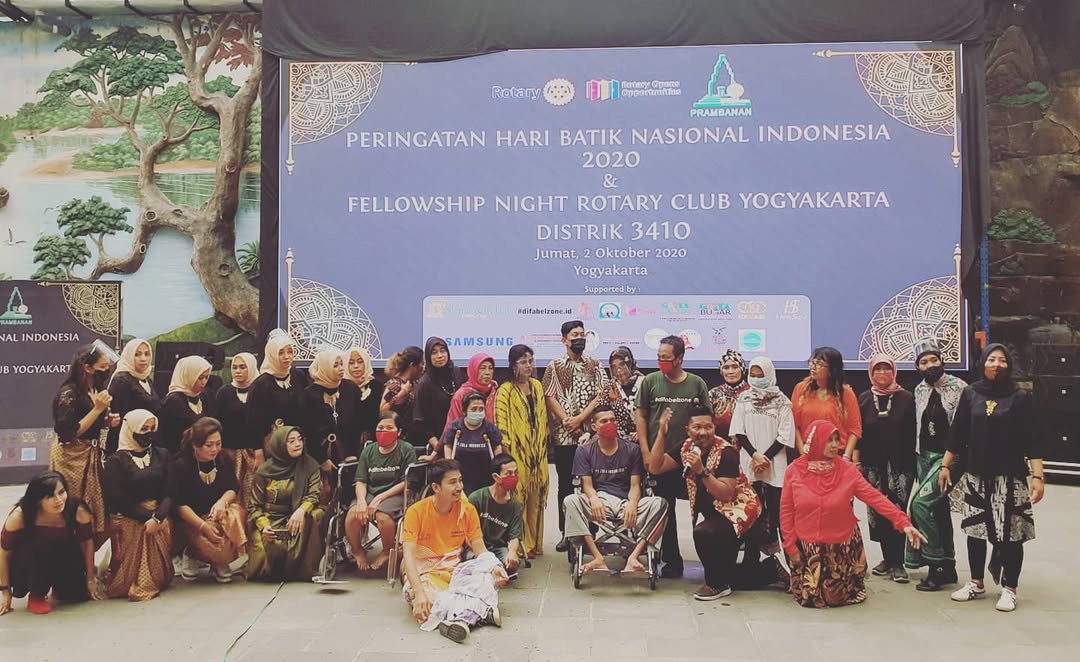 Rotary
Rotary Opens
Opportunities
PRAMBANAN
PERINGATAN HARI BATIK NASIONAL INDONESIA
2020
&
FELLOWSHIP NIGHT ROTARY CLUB YOGYAKARTA
DISTRIK 3410
Jumat, 2 Oktober 2020
Yogyakarta
Supported by :
#difabelzone.id
SAMSUNG
PRAMBANAN
NAL INDONESIA
CLUB YOGYAKARTA
#difabelzone